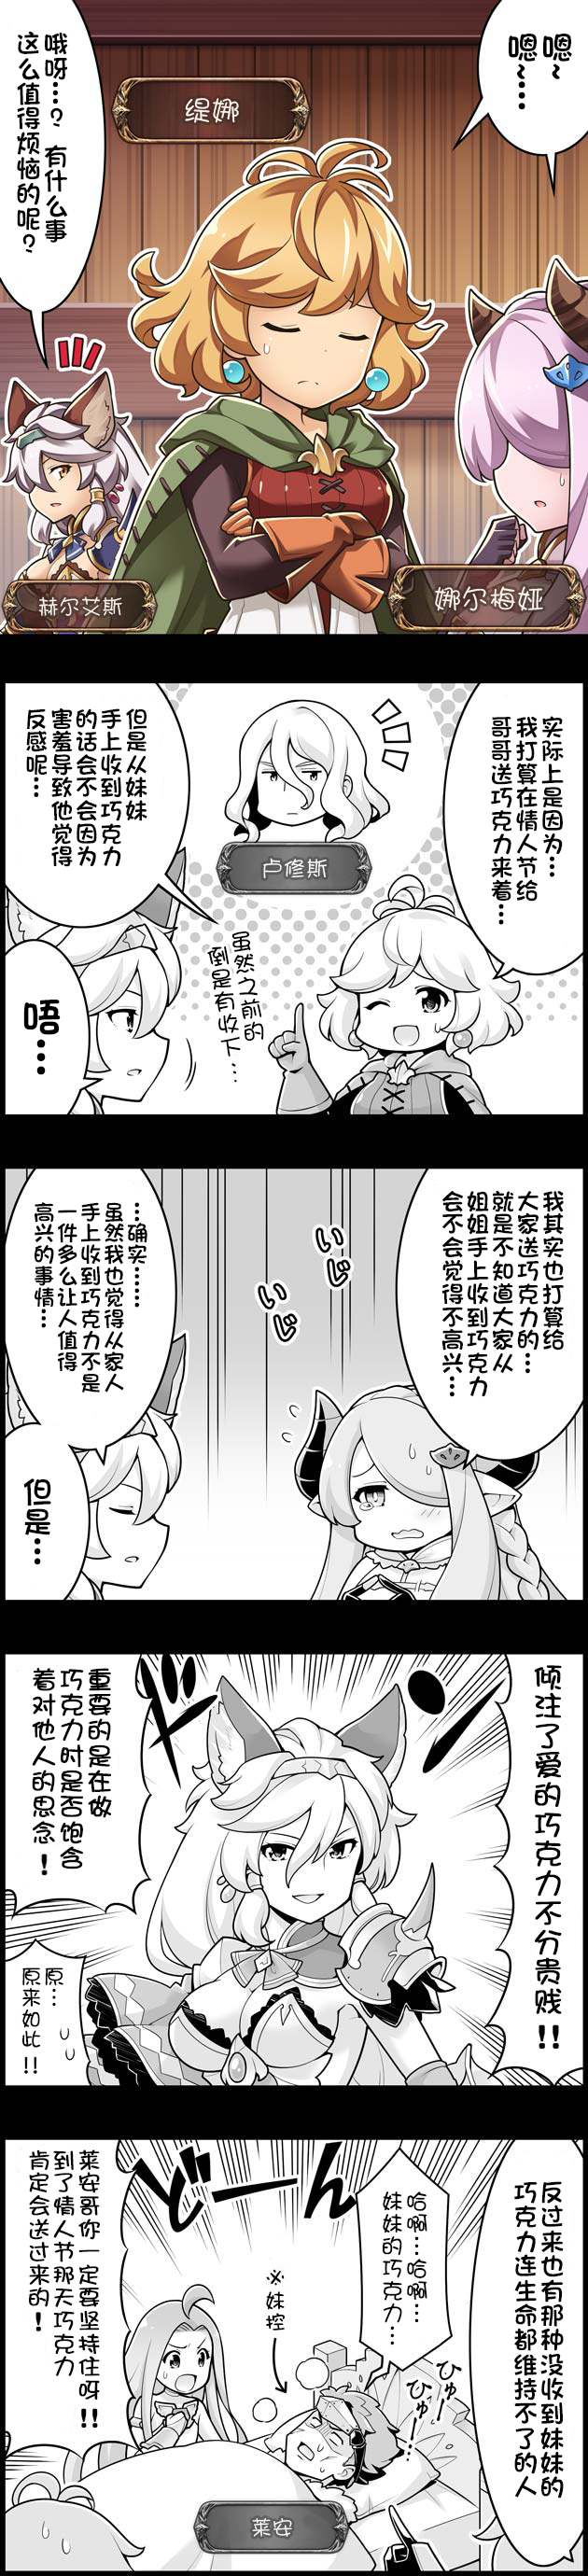 嗯~
嗯~…
缇娜
哦呀…?有什么事
这么值得烦恼的呢?
赫尔艾斯
娜尔梅娅
实际上是因为…
我打算在情人节给
哥哥送巧克力来着…
卢修斯
但是从妹妹
手上收到巧克力
的话会不会因为
害羞导致他觉得
反感呢…
虽然之前的
倒是有收下…
唔…
我其实也打算给
大家送巧克力的…
就是不知道大家从
姐姐手上收到巧克力
会不会觉得不高兴…
いじ
いじ
…确实……
虽然我也觉得从家人
手上收到巧克力不是
一件多么让人值得
高兴的事情…
但是…
倾注了爱的巧克力不分贵贱!!
ドン
重要的是在做
巧克力时是否饱含
着对他人的思念!
原…
原来如此!!
反过来也有那种没收到妹妹的
巧克力连生命都维持不了的人
哈啊…哈啊…
妹妹的巧克力…
どーん
※妹控
ひゅー
ひゅー…
莱安哥你一定要坚持住呀!!
到了情人节那天巧克力
肯定会送过来的!
莱安